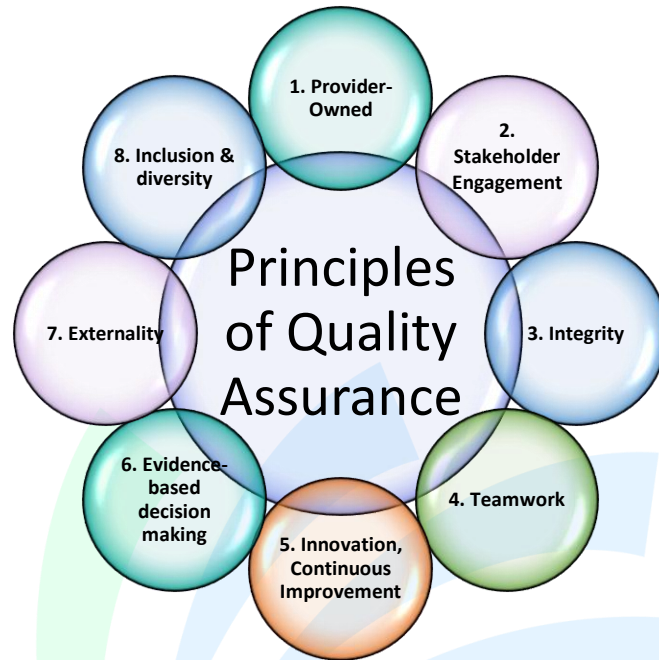 1. Provider-
Owned
2.
Stakeholder
Engagement
3. Integrity
4. Teamwork
5. Innovation,
Continuous
Improvement
6. Evidence-
based
decision
making
7. Externality
8. Inclusion &
diversity
Principles
of Quality
Assurance